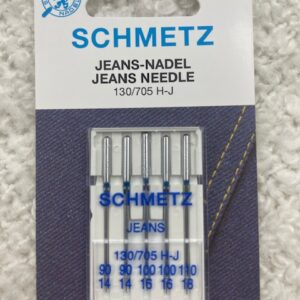 SCHMETZ
JEANS-NADEL
JEANS NEEDLE
130/705 H-J
SCHMETZ
JEANS
130/705 H-J
90 90 100 100 110
14 14 16 16 18